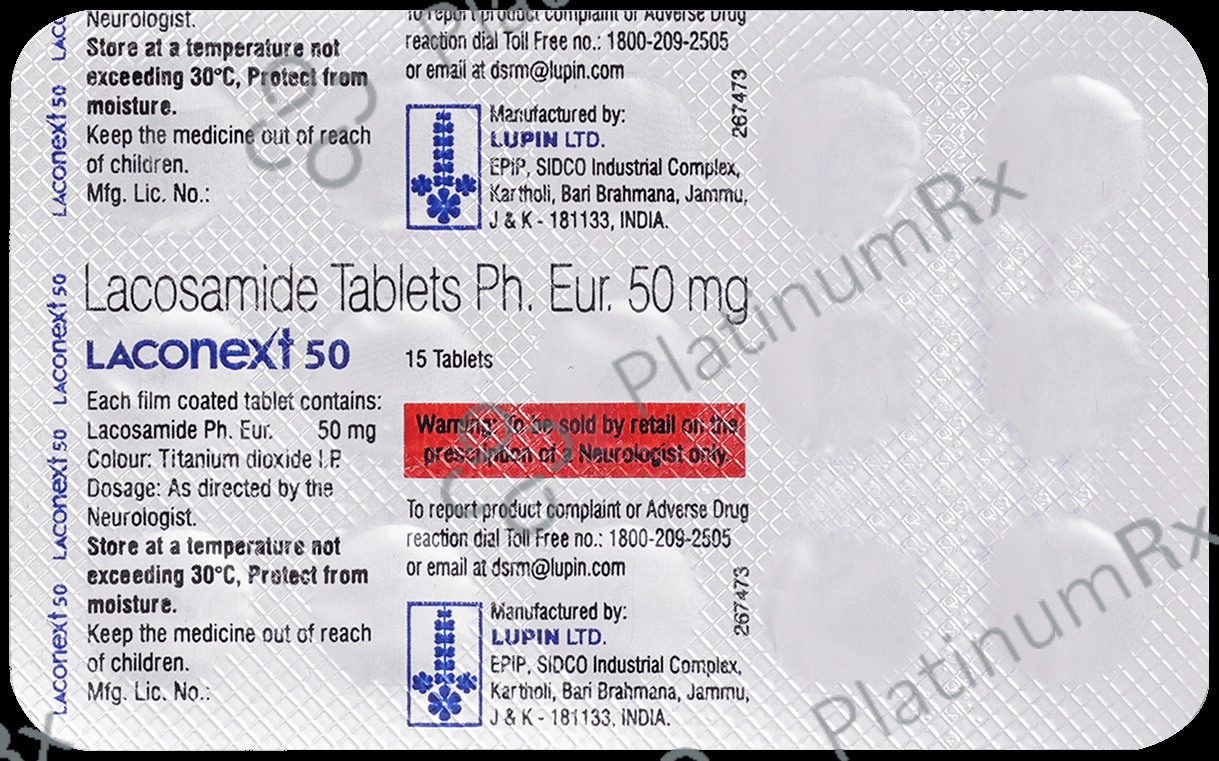 Neurologist.
Store at a temperature not
exceeding 30°C, Protect from
moisture.
Keep the medicine out of reach
of children.
Mfg. Lic. No.:
To report product complaint or Adverse Drug
reaction dial Toll Free no.: 1800-209-2505
or email at dsrm@lupin.com
Manufactured by:
LUPIN LTD.
EPIP, SIDCO Industrial Complex,
Kartholi, Bari Brahmana, Jammu,
J & K - 181133, INDIA.
267473
Lacosamide Tablets Ph. Eur. 50 mg
LACONEXT 50
15 Tablets
Each film coated tablet contains:
Lacosamide Ph. Eur. 50 mg
Colour: Titanium dioxide I.P.
Dosage: As directed by the
Neurologist.
Store at a temperature not
exceeding 30°C, Protect from
moisture.
Keep the medicine out of reach
of children.
Mfg. Lic. No.:
Warning: To be sold by retail on the
prescription of a Neurologist only.
To report product complaint or Adverse Drug
reaction dial Toll Free no.: 1800-209-2505
or email at dsrm@lupin.com
Manufactured by:
LUPIN LTD.
EPIP, SIDCO Industrial Complex,
Kartholi, Bari Brahmana, Jammu,
J & K - 181133, INDIA.
267473
LACONEXT 50
LACONEXT 50
LACONEXT 50
LACONEXT 50
LACO
PlatinumRx
PlatinumRx
Plati
Rx